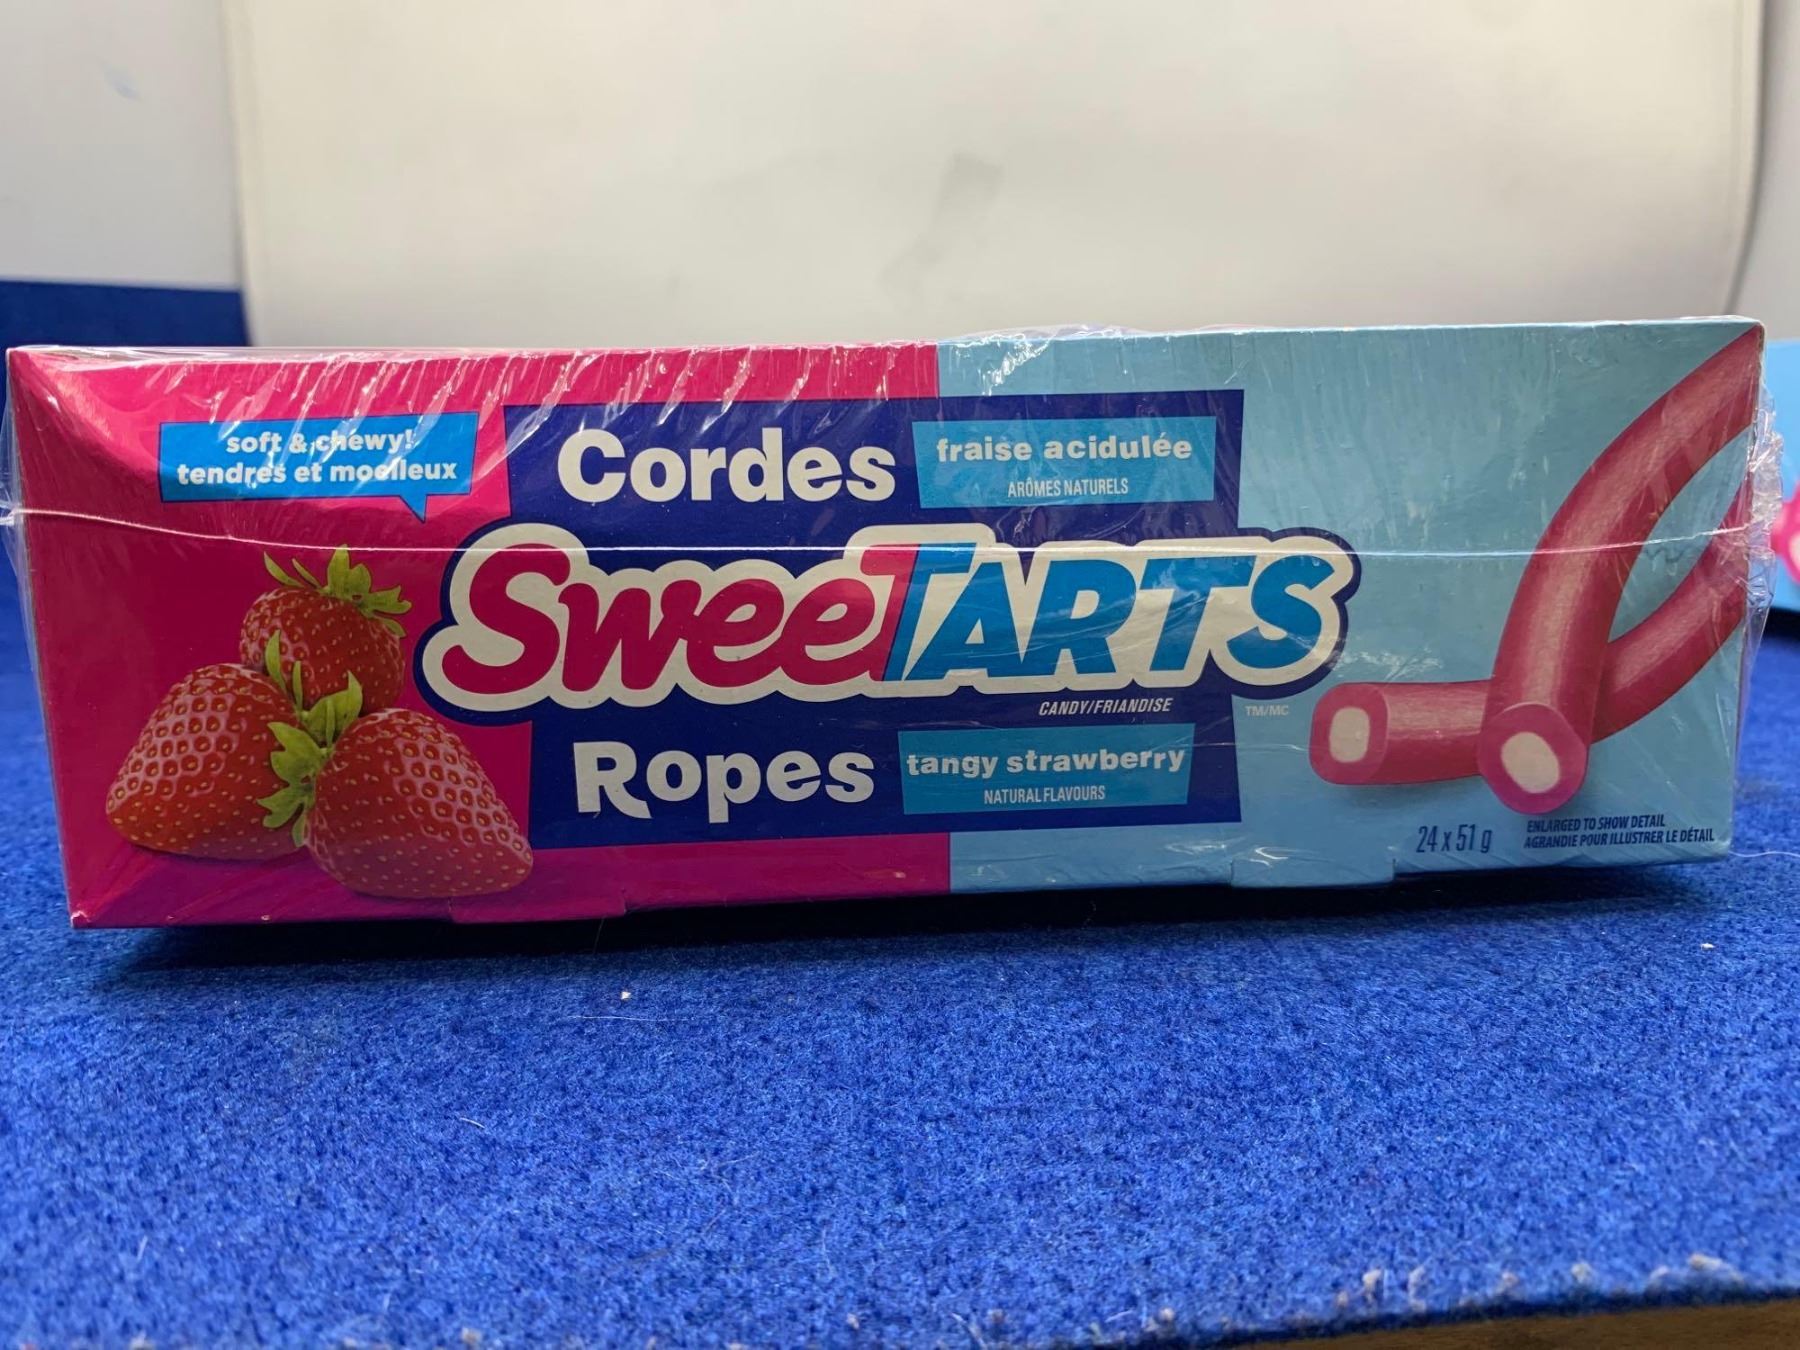 soft & chewy!
tendres et moelleux
Cordes
fraise acidulée
ARÔMES NATURELS
SweeTARTS
CANDY/FRIANDISE
TM/MC
Ropes
tangy strawberry
NATURAL FLAVOURS
24 x 51 g
ENLARGED TO SHOW DETAIL
AGRANDIE POUR ILLUSTRER LE DÉTAIL